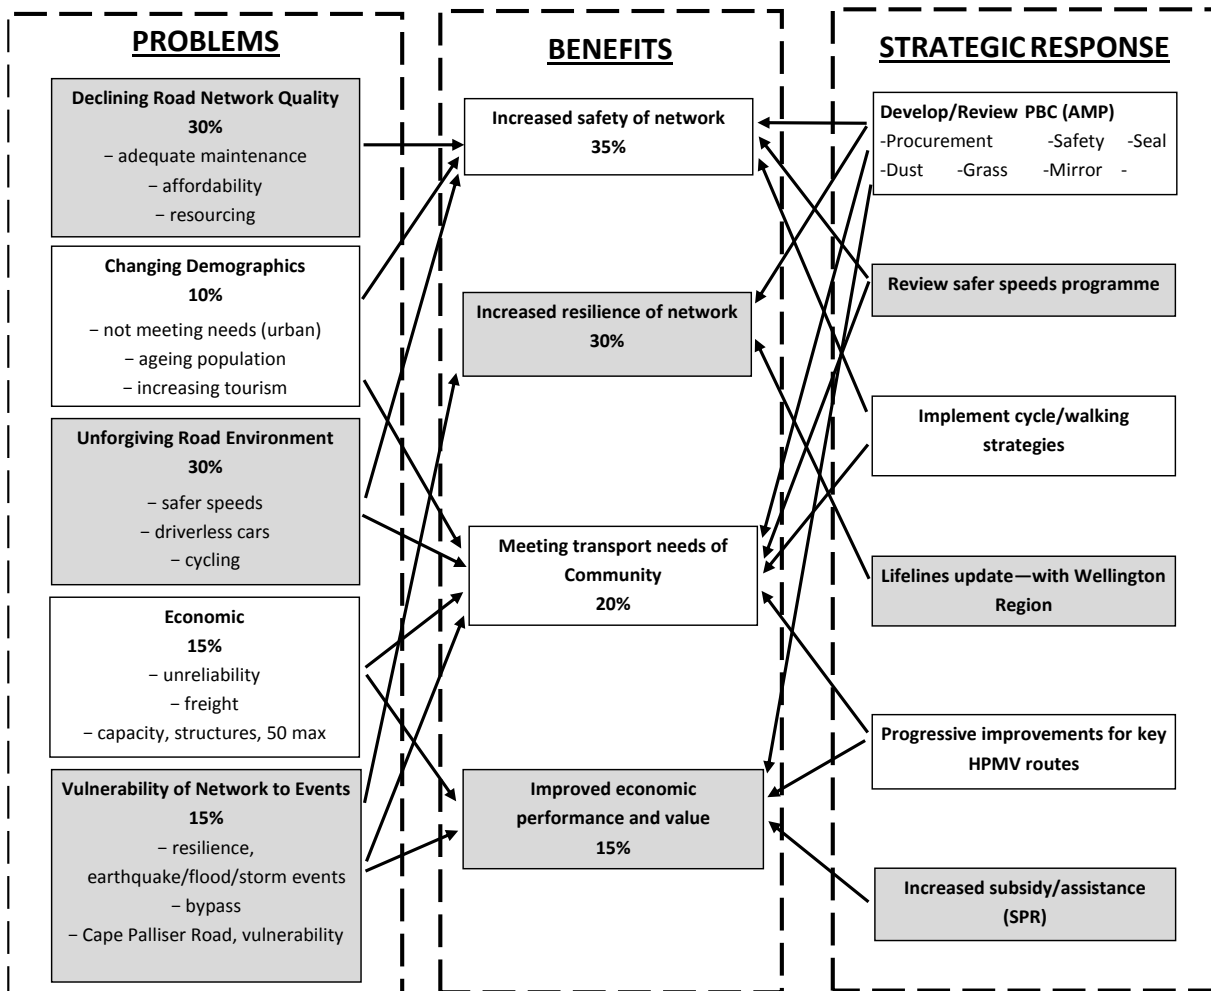 PROBLEMS
Declining Road Network Quality
30%
− adequate maintenance
− affordability
− resourcing
Changing Demographics
10%
− not meeting needs (urban)
− ageing population
− increasing tourism
Unforgiving Road Environment
30%
− safer speeds
− driverless cars
− cycling
Economic
15%
− unreliability
− freight
− capacity, structures, 50 max
Vulnerability of Network to Events
15%
− resilience,
earthquake/flood/storm events
− bypass
− Cape Palliser Road, vulnerability
BENEFITS
Increased safety of network
35%
Increased resilience of network
30%
Meeting transport needs of
Community
20%
Improved economic
performance and value
15%
STRATEGIC RESPONSE
Develop/Review PBC (AMP)
-Procurement -Safety -Seal
-Dust -Grass -Mirror -
Review safer speeds programme
Implement cycle/walking
strategies
Lifelines update—with Wellington
Region
Progressive improvements for key
HPMV routes
Increased subsidy/assistance
(SPR)